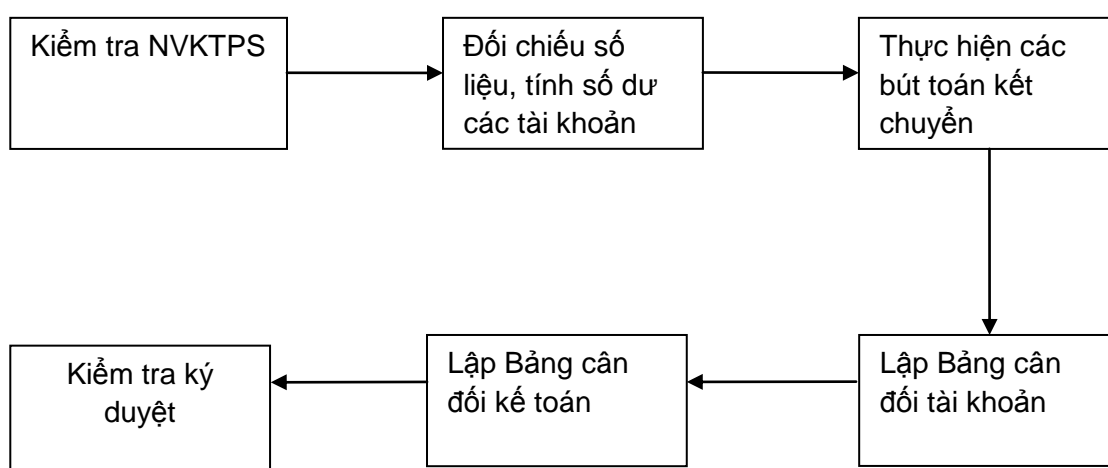 Kiểm tra NVKTPS
Đối chiếu số
liệu, tính số dư
các tài khoản
Thực hiện các
bút toán kết
chuyển
Lập Bảng cân
đối tài khoản
Lập Bảng cân
đối kế toán
Kiểm tra ký
duyệt